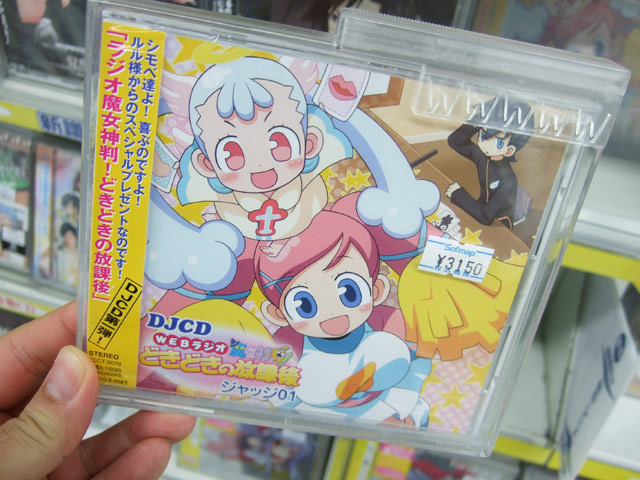 シモベ達よ!喜ぶのですよ!
ルル様からのスペシャルプレゼントなのです!
「ラジオ魔女神判!どきどきの放課後」
DJCD第一弾!
STEREO
Sofmap
¥3150
DJCD
WEBラジオ
どきどきの放課後
ジャッジ01